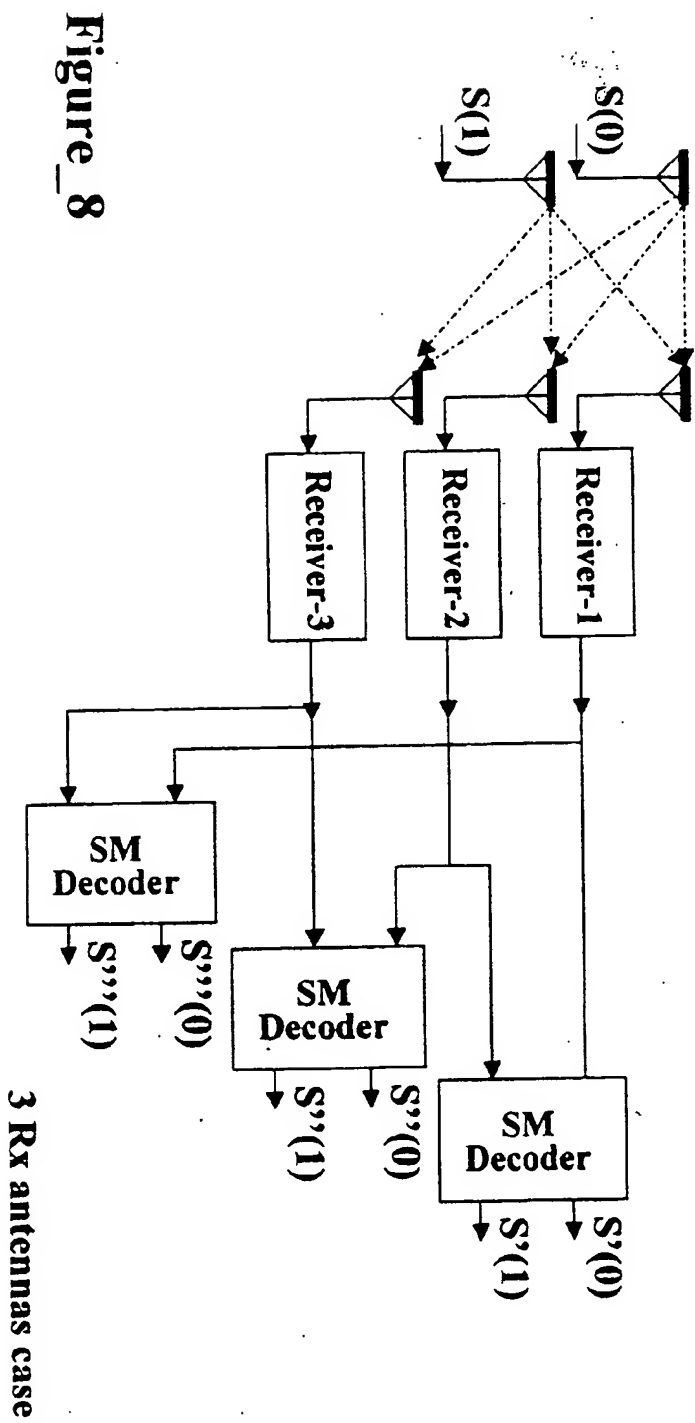 S(0)
S(1)
Receiver-1
Receiver-2
Receiver-3
SM
Decoder
S'(0)
S'(1)
SM
Decoder
S''(0)
S''(1)
SM
Decoder
S'''(0)
S'''(1)
3 Rx antennas case
Figure_8